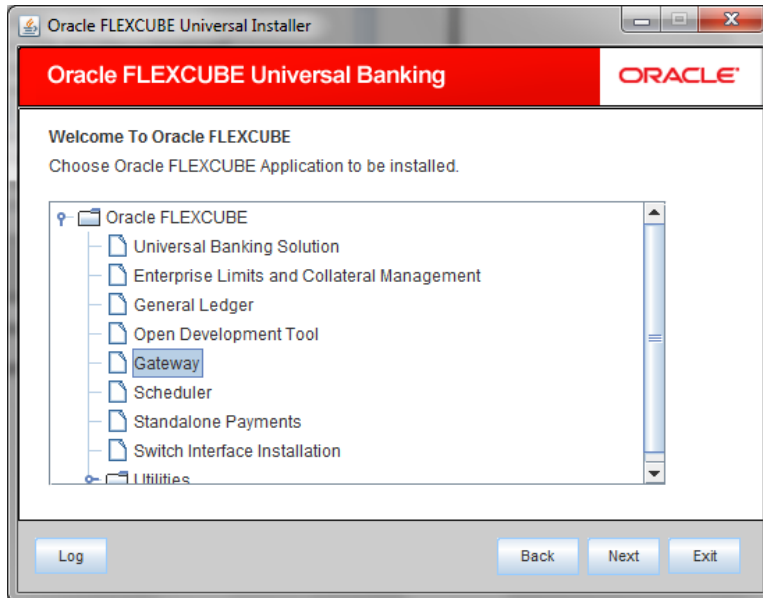 Oracle FLEXCUBE Universal Installer
Oracle FLEXCUBE Universal Banking
ORACLE
Welcome To Oracle FLEXCUBE
Choose Oracle FLEXCUBE Application to be installed.
Oracle FLEXCUBE
Universal Banking Solution
Enterprise Limits and Collateral Management
General Ledger
Open Development Tool
Gateway
Scheduler
Standalone Payments
Switch Interface Installation
Utilities
Log Back Next Exit